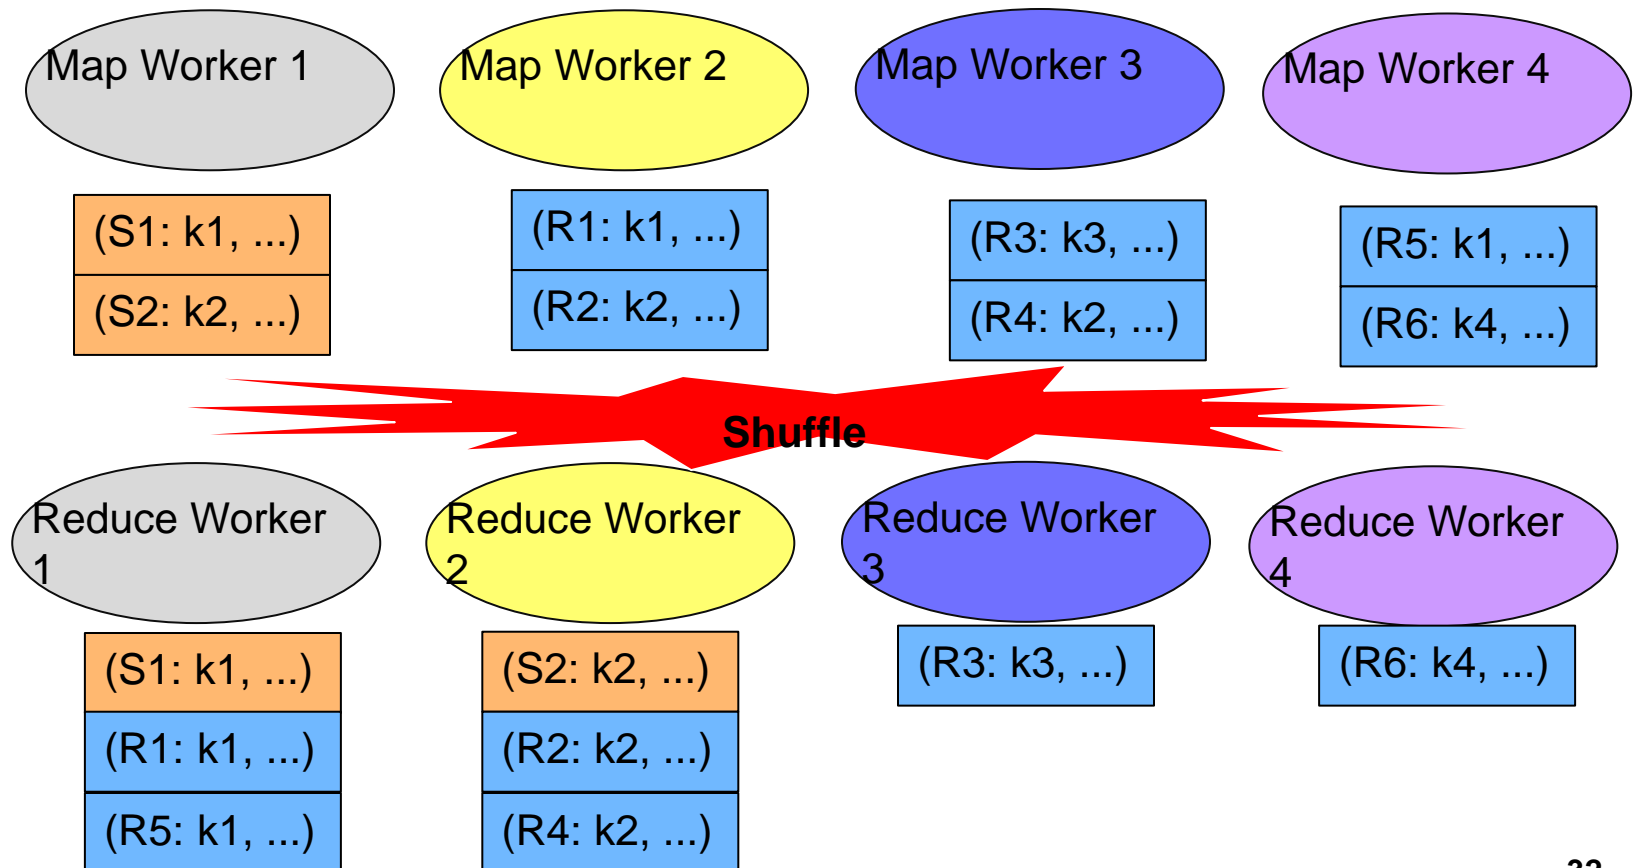 Map Worker 1
Map Worker 2
Map Worker 3
Map Worker 4
(S1: k1, ...)
(S2: k2, ...)
(R1: k1, ...)
(R2: k2, ...)
(R3: k3, ...)
(R4: k2, ...)
(R5: k1, ...)
(R6: k4, ...)
Shuffle
Reduce Worker
1
Reduce Worker
2
Reduce Worker
3
Reduce Worker
4
(S1: k1, ...)
(R1: k1, ...)
(R5: k1, ...)
(S2: k2, ...)
(R2: k2, ...)
(R4: k2, ...)
(R3: k3, ...)
(R6: k4, ...)